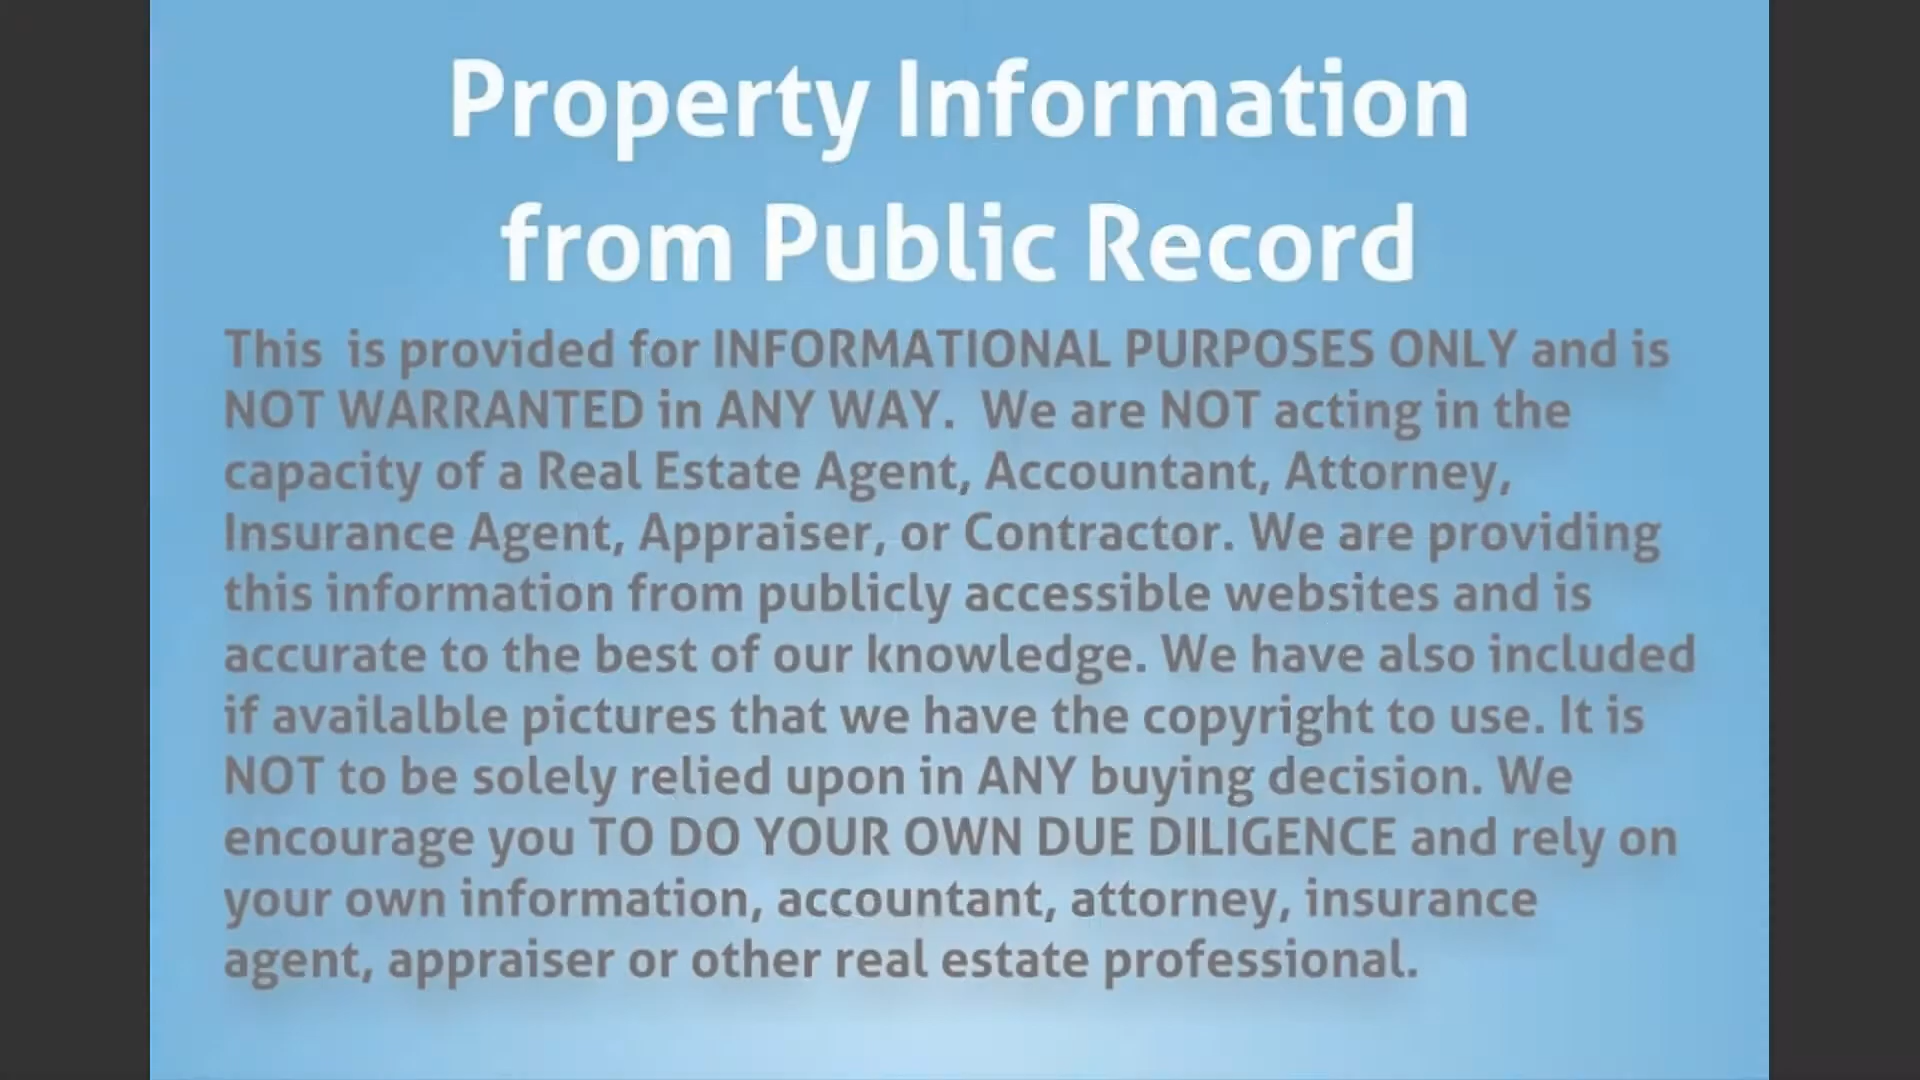 Property Information
from Public Record
This  is provided for INFORMATIONAL PURPOSES ONLY and is
NOT WARRANTED in ANY WAY.  We are NOT acting in the
capacity of a Real Estate Agent, Accountant, Attorney,
Insurance Agent, Appraiser, or Contractor. We are providing
this information from publicly accessible websites and is
accurate to the best of our knowledge. We have also included
if availalble pictures that we have the copyright to use. It is
NOT to be solely relied upon in ANY buying decision. We
encourage you TO DO YOUR OWN DUE DILIGENCE and rely on
your own information, accountant, attorney, insurance
agent, appraiser or other real estate professional.